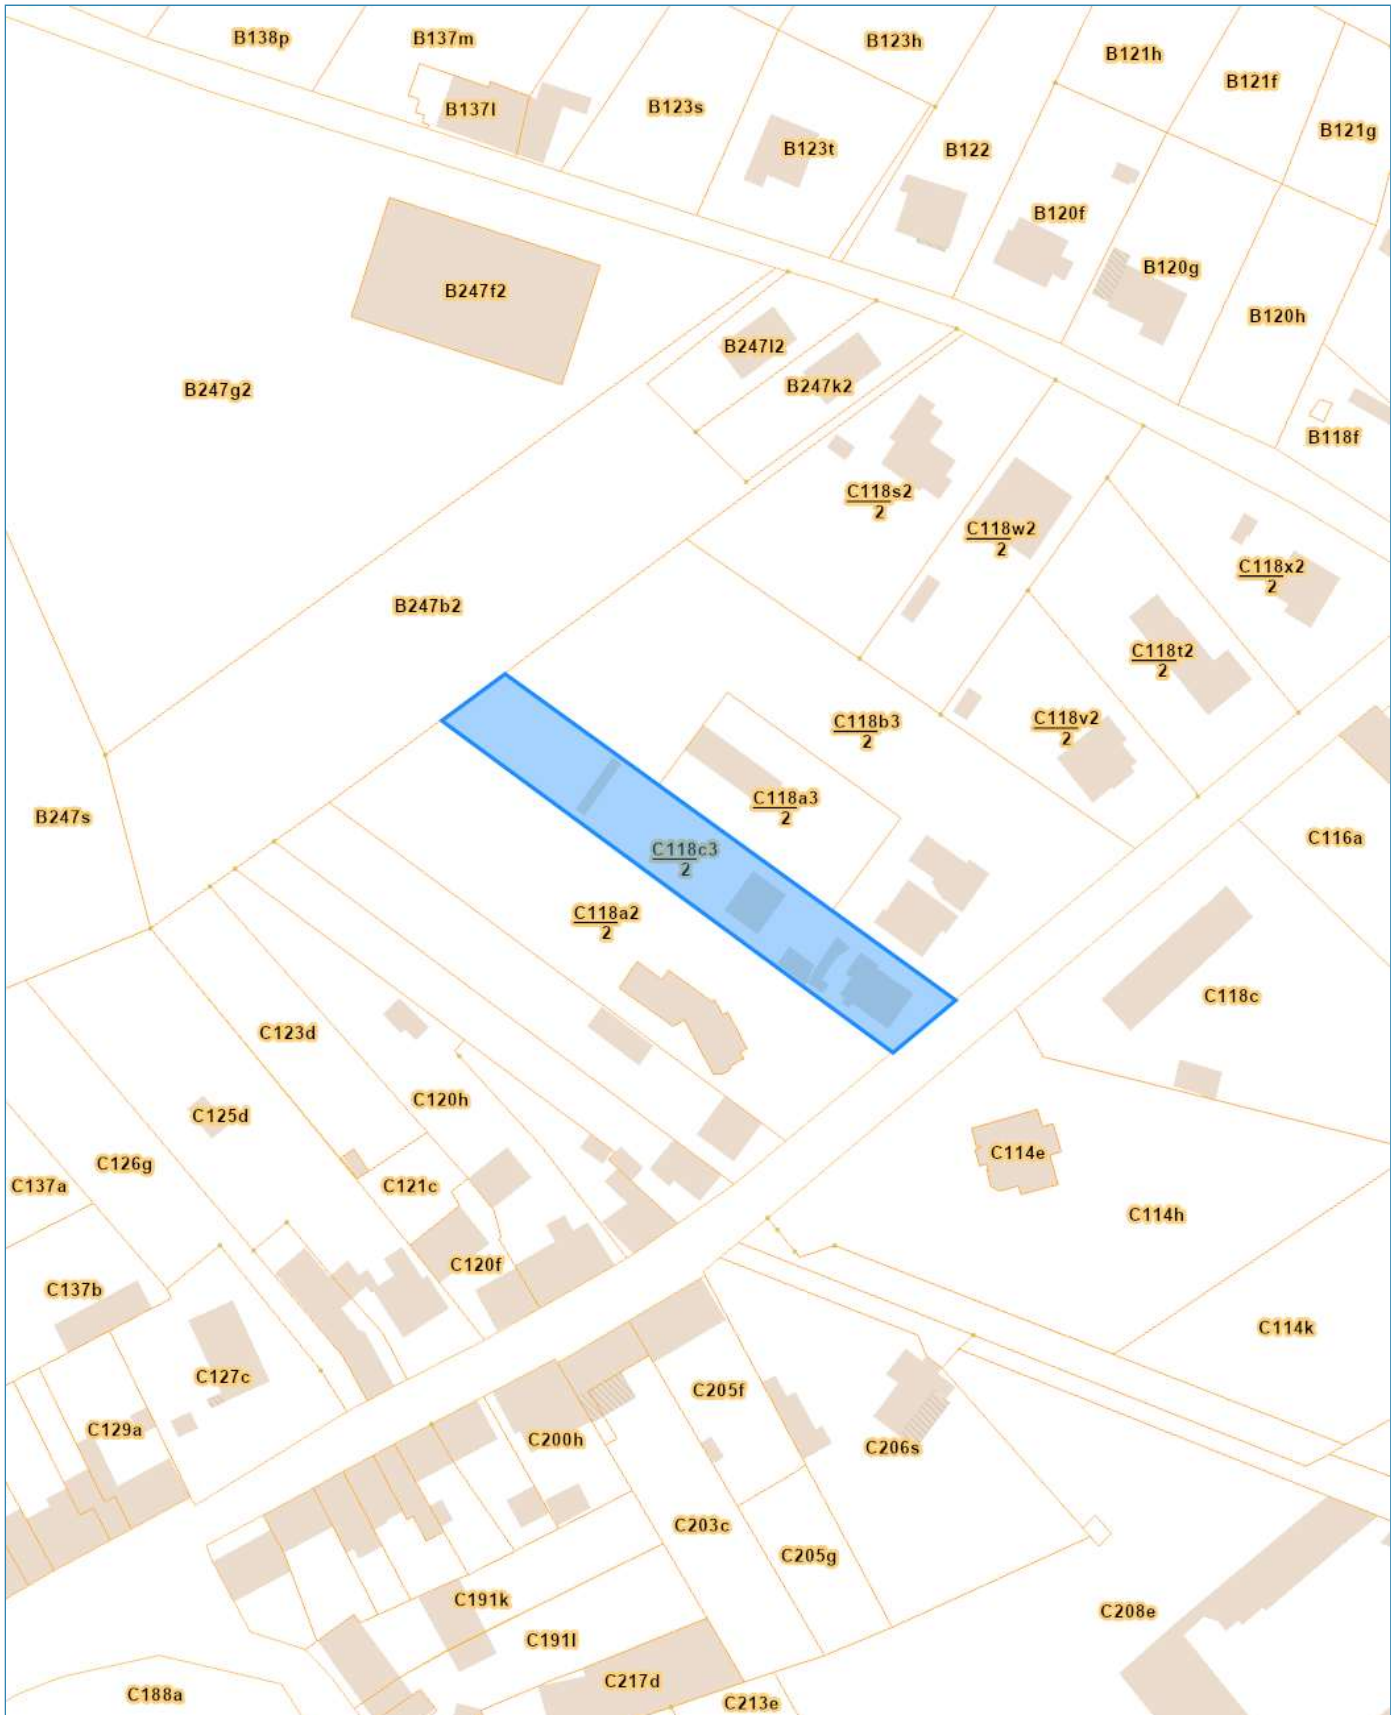 B138p
B137m
B123h
B121h
B121f
B137l
B123s
B121g
B123t
B122
B120f
B120g
B247f2
B120h
B247l2
B247k2
B247g2
B118f
C118s2
2
C118w2
2
C118x2
2
B247b2
C118t2
2
C118v2
2
C118b3
2
C118a3
2
B247s
C116a
C118c3
2
C118a2
2
C118c
C123d
C120h
C125d
C114e
C126g
C137a
C121c
C114h
C120f
C137b
C114k
C127c
C205f
C129a
C200h
C206s
C203c
C205g
C191k
C208e
C191l
C217d
C188a
C213e